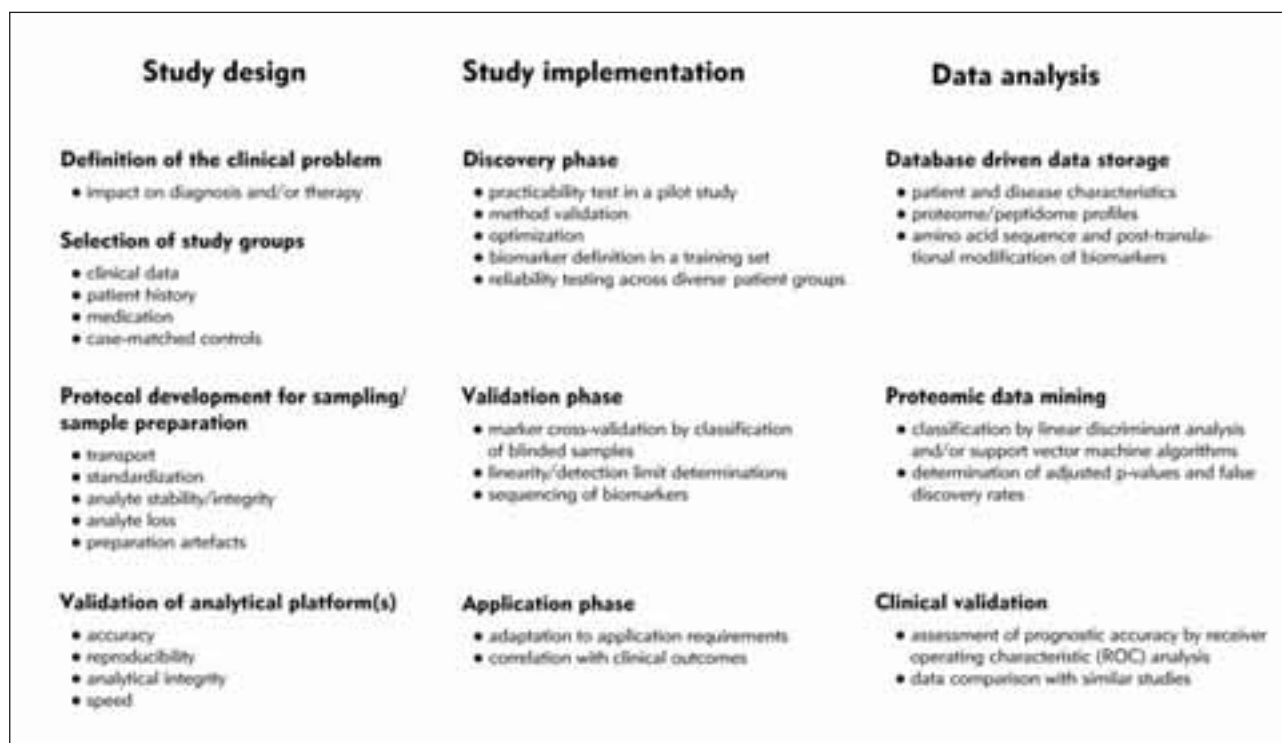 Study design
Definition of the clinical problem
• impact on diagnosis and/or therapy
Selection of study groups
• clinical data
• patient history
• medication
• case-matched controls
Protocol development for sampling/
sample preparation
• transport
• standardization
• analyte stability/integrity
• analyte loss
• preparation artefacts
Validation of analytical platform(s)
• accuracy
• reproducibility
• analytical integrity
• speed
Study implementation
Discovery phase
• practicability test in a pilot study
• method validation
• optimization
• biomarker definition in a training set
• reliability testing across diverse patient groups
Validation phase
• marker cross-validation by classification
of blinded samples
• linearity/detection limit determinations
• sequencing of biomarkers
Application phase
• adaptation to application requirements
• correlation with clinical outcomes
Data analysis
Database driven data storage
• patient and disease characteristics
• proteome/peptidome profiles
• amino acid sequence and post-transla-
tional modification of biomarkers
Proteomic data mining
• classification by linear discriminant analysis
and/or support vector machine algorithms
• determination of adjusted p-values and false
discovery rates
Clinical validation
• assessment of prognostic accuracy by receiver
operating characteristic (ROC) analysis
• data comparison with similar studies